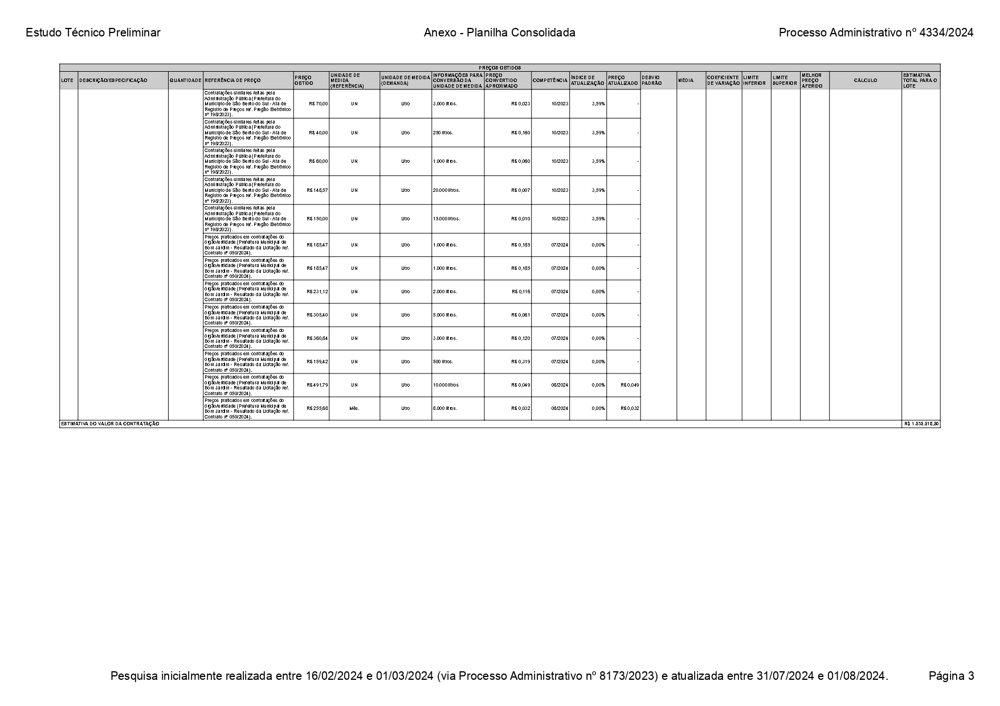 Estudo Técnico Preliminar
Anexo - Planilha Consolidada
Processo Administrativo nº 4334/2024
PREÇOS OBTIDOS
LOTE DESCRIÇÃO/ESPECIFICAÇÃO QUANTIDADE REFERÊNCIA DE PREÇO PREÇO OBTIDO UNIDADE DE MEDIDA (REFERÊNCIA) UNIDADE DE MEDIDA (DEMANDA) INFORMAÇÕES PARA CONVERSÃO DA UNIDADE DE MEDIDA PREÇO CONVERTIDO APROXIMADO COMPETÊNCIA ÍNDICE DE ATUALIZAÇÃO PREÇO ATUALIZADO DESVIO PADRÃO MÉDIA COEFICIENTE DE VARIAÇÃO LIMITE INFERIOR LIMITE SUPERIOR MELHOR PREÇO AFERIDO CÁLCULO ESTIMATIVA TOTAL PARA O LOTE
Contratações similares feitas pela
Administração Pública (Prefeitura do
Município de São Bento do Sul - Ata de
Registro de Preços ref. Pregão Eletrônico
nº 198/2023).
R$ 70,00 UN Litro 3.000 litros. R$ 0,023 10/2023 3,59% -
Contratações similares feitas pela
Administração Pública (Prefeitura do
Município de São Bento do Sul - Ata de
Registro de Preços ref. Pregão Eletrônico
nº 198/2023).
R$ 40,00 UN Litro 250 litros. R$ 0,160 10/2023 3,59% -
Contratações similares feitas pela
Administração Pública (Prefeitura do
Município de São Bento do Sul - Ata de
Registro de Preços ref. Pregão Eletrônico
nº 198/2023).
R$ 60,00 UN Litro 1.000 litros. R$ 0,060 10/2023 3,59% -
Contratações similares feitas pela
Administração Pública (Prefeitura do
Município de São Bento do Sul - Ata de
Registro de Preços ref. Pregão Eletrônico
nº 198/2023).
R$ 148,57 UN Litro 20.000 litros. R$ 0,007 10/2023 3,59% -
Contratações similares feitas pela
Administração Pública (Prefeitura do
Município de São Bento do Sul - Ata de
Registro de Preços ref. Pregão Eletrônico
nº 198/2023).
R$ 150,00 UN Litro 15.000 litros. R$ 0,010 10/2023 3,59% -
Preços praticados em contratações do
órgão/entidade (Prefeitura Municipal de
Bom Jardim - Resultado da Licitação ref.
Contrato nº 050/2024).
R$ 185,47 UN Litro 1.000 litros. R$ 0,185 07/2024 0,00% -
Preços praticados em contratações do
órgão/entidade (Prefeitura Municipal de
Bom Jardim - Resultado da Licitação ref.
Contrato nº 050/2024).
R$ 185,47 UN Litro 1.000 litros. R$ 0,185 07/2024 0,00% -
Preços praticados em contratações do
órgão/entidade (Prefeitura Municipal de
Bom Jardim - Resultado da Licitação ref.
Contrato nº 050/2024).
R$ 231,12 UN Litro 2.000 litros. R$ 0,116 07/2024 0,00% -
Preços praticados em contratações do
órgão/entidade (Prefeitura Municipal de
Bom Jardim - Resultado da Licitação ref.
Contrato nº 050/2024).
R$ 305,40 UN Litro 5.000 litros. R$ 0,061 07/2024 0,00% -
Preços praticados em contratações do
órgão/entidade (Prefeitura Municipal de
Bom Jardim - Resultado da Licitação ref.
Contrato nº 050/2024).
R$ 360,84 UN Litro 3.000 litros. R$ 0,120 07/2024 0,00% -
Preços praticados em contratações do
órgão/entidade (Prefeitura Municipal de
Bom Jardim - Resultado da Licitação ref.
Contrato nº 050/2024).
R$ 159,42 UN Litro 500 litros. R$ 0,319 07/2024 0,00% -
Preços praticados em contratações do
órgão/entidade (Prefeitura Municipal de
Bom Jardim - Resultado da Licitação ref.
Contrato nº 050/2024).
R$ 491,79 UN Litro 10.000 litros R$ 0,049 08/2024 0,00% R$ 0,049
Preços praticados em contratações do
órgão/entidade (Prefeitura Municipal de
Bom Jardim - Resultado da Licitação ref.
Contrato nº 050/2024).
R$ 255,68 Mês. Litro 8.000 litros. R$ 0,032 08/2024 0,00% R$ 0,032
ESTIMATIVA DO VALOR DA CONTRATAÇÃO R$ 1.535.518,50
Pesquisa inicialmente realizada entre 16/02/2024 e 01/03/2024 (via Processo Administrativo nº 8173/2023) e atualizada entre 31/07/2024 e 01/08/2024.
Página 3